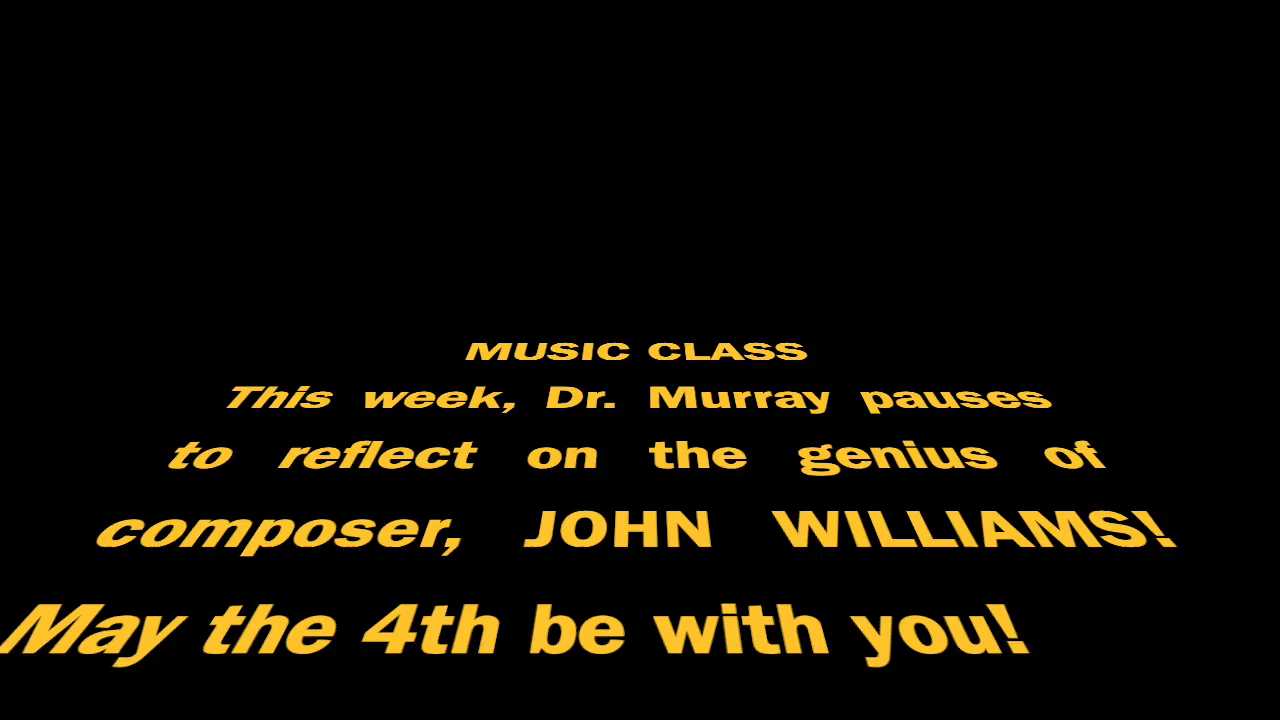 MUSIC CLASS
This week, Dr. Murray pauses
to reflect on the genius of
composer, JOHN WILLIAMS!
May the 4th be with you!